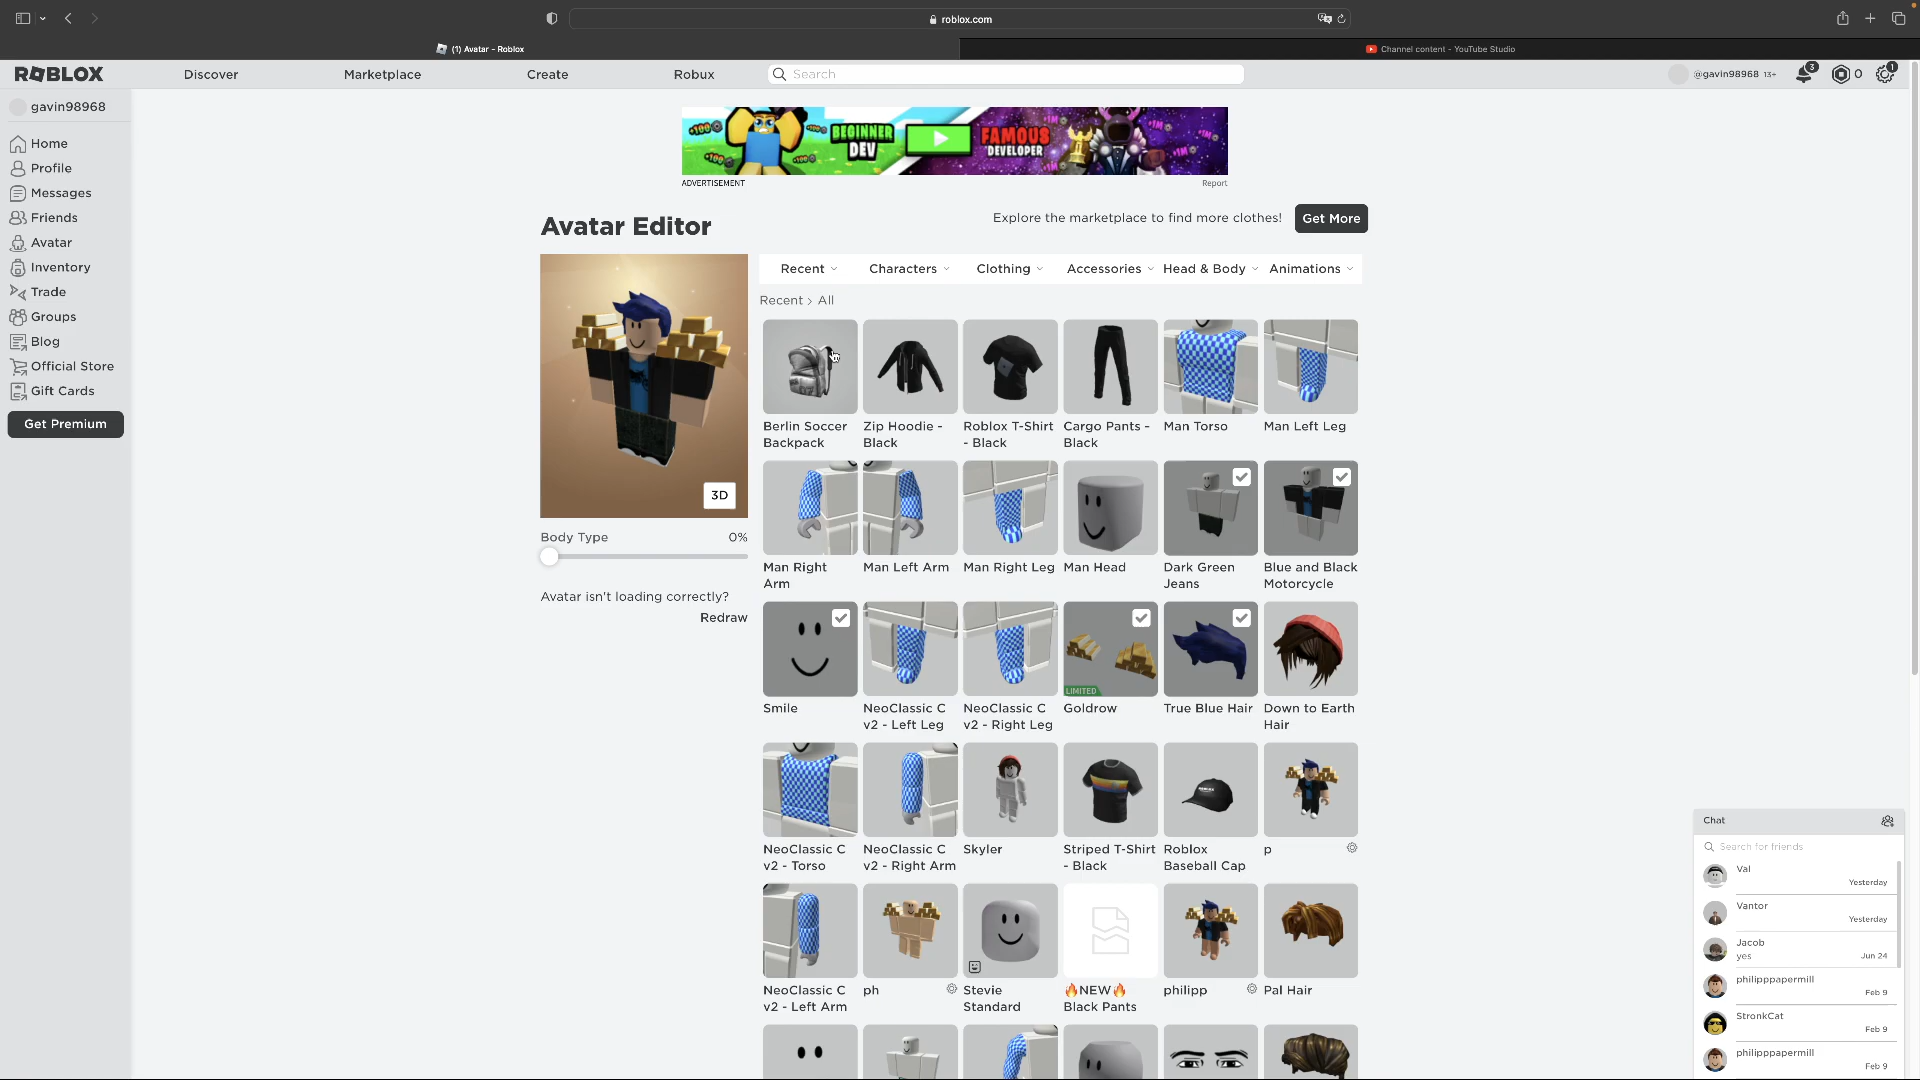 roblox.com
(1) Avatar - Roblox
Channel content - YouTube Studio
ROBLOX
Discover
Marketplace
Create
Robux
Search
@gavin98968 13+
3
0
1
gavin98968
Home
Profile
Messages
Friends
Avatar
Inventory
Trade
Groups
Blog
Official Store
Gift Cards
Get Premium
+100
BEGINNER
DEV
FAMOUS
DEVELOPER
+1M
ADVERTISEMENT
Report
Avatar Editor
Explore the marketplace to find more clothes!
Get More
Recent
Characters
Clothing
Accessories
Head & Body
Animations
Recent > All
3D
Body Type
0%
Avatar isn't loading correctly?
Redraw
Berlin Soccer
Backpack
Zip Hoodie -
Black
Roblox T-Shirt
- Black
Cargo Pants -
Black
Man Torso
Man Left Leg
Man Right
Arm
Man Left Arm
Man Right Leg
Man Head
Dark Green
Jeans
Blue and Black
Motorcycle
Smile
NeoClassic C
v2 - Left Leg
NeoClassic C
v2 - Right Leg
LIMITED
Goldrow
True Blue Hair
Down to Earth
Hair
NeoClassic C
v2 - Torso
NeoClassic C
v2 - Right Arm
Skyler
Striped T-Shirt
- Black
Roblox
Baseball Cap
p
NeoClassic C
v2 - Left Arm
ph
Stevie
Standard
🔥NEW🔥
Black Pants
philipp
Pal Hair
Chat
Search for friends
Val
Yesterday
Vantor
Yesterday
Jacob
yes
Jun 24
philipppapermill
Feb 9
StronkCat
Feb 9
philipppapermill
Feb 9